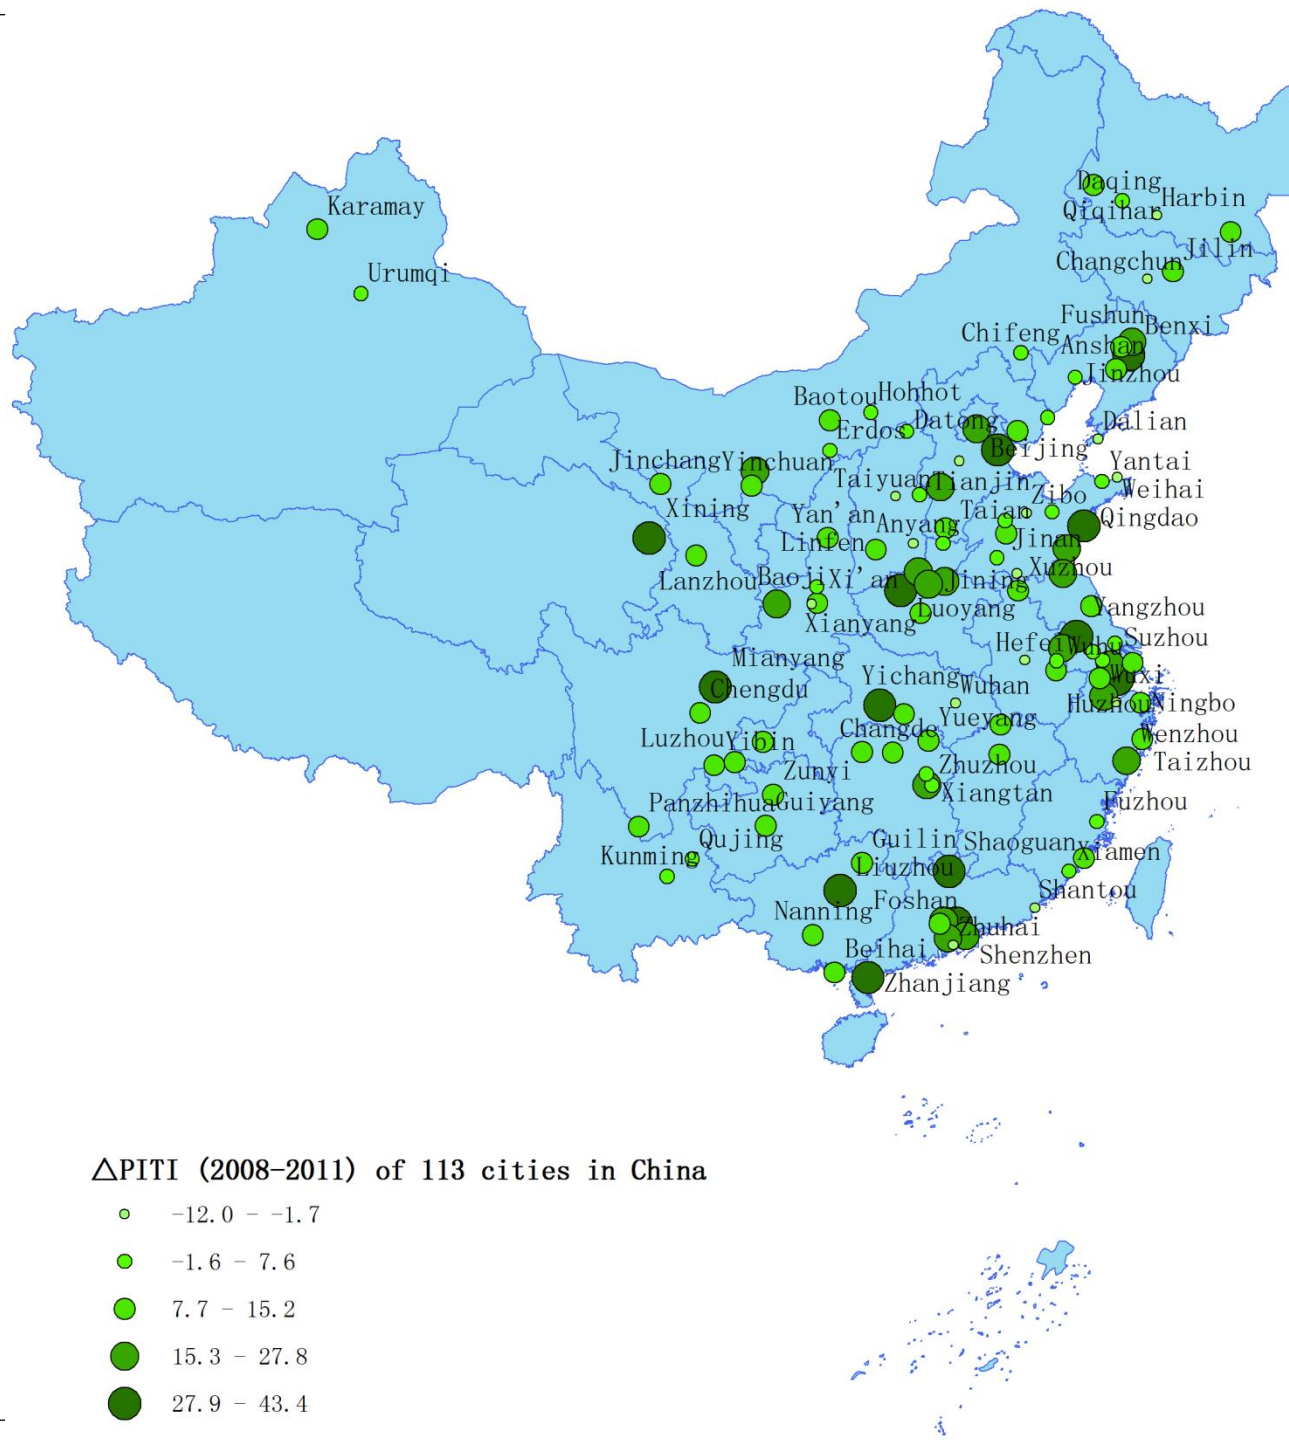 Daqing
Harbin
Qiqihar
Karamay
Jilin
Changchun
Urumqi
Fushun
Benxi
Chifeng
Anshan
Jinzhou
Baotou
Hohhot
Datong
Dalian
Erdos
Beijing
Jinchang
Yinchuan
Yantai
Taiyuan
Tianjin
Zibo
Weihai
Xining
Yan'an
Anyang
Taian
Qingdao
Linfen
Jinan
Lanzhou
Baoji
Xi'an
Jining
Xuzhou
Xianyang
Luoyang
Yangzhou
Hefei
Wuhu
Suzhou
Mianyang
Chengdu
Yichang
Wuhan
Wuxi
Huzhou
Ningbo
Luzhou
Yibin
Changde
Yueyang
Wenzhou
Zunyi
Zhuzhou
Taizhou
Panzhihua
Guiyang
Xiangtan
Fuzhou
Kunming
Qujing
Guilin
Shaoguan
Xiamen
Liuzhou
Shantou
Nanning
Foshan
Zhuhai
Beihai
Shenzhen
Zhanjiang
△PITI (2008-2011) of 113 cities in China
-12.0 - -1.7
-1.6 - 7.6
7.7 - 15.2
15.3 - 27.8
27.9 - 43.4